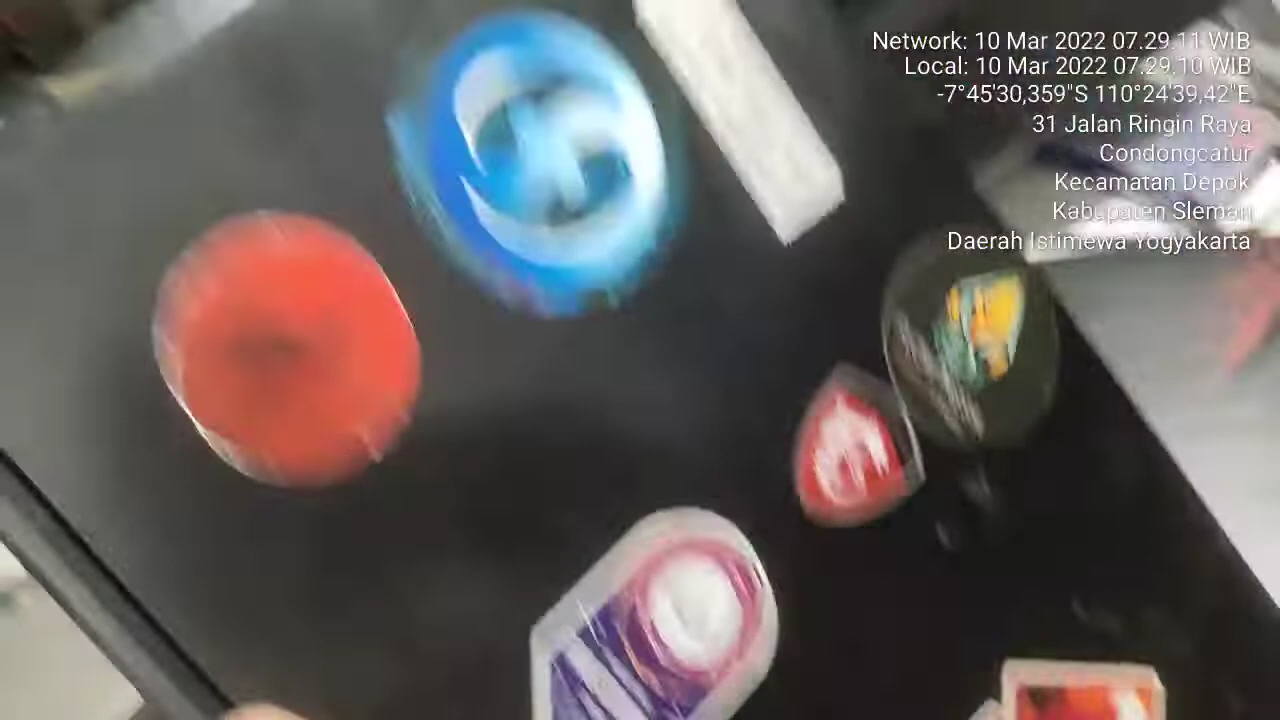 Network: 10 Mar 2022 07.29.11 WIB
Local: 10 Mar 2022 07.29.10 WIB
-7°45'30,359"S 110°24'39,42"E
31 Jalan Ringin Raya
Condongcatur
Kecamatan Depok
Kabupaten Sleman
Daerah Istimewa Yogyakarta